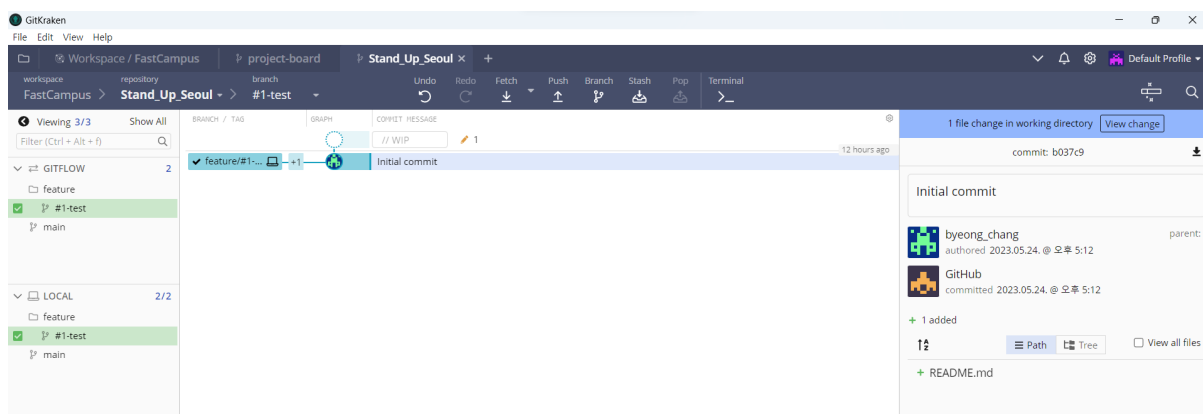 GitKraken
File Edit View Help
Workspace / FastCampus project-board Stand_Up_Seoul × + Default Profile
workspace repository branch
FastCampus > Stand_Up_Seoul > #1-test
Undo Redo Fetch Push Branch Stash Pop Terminal
Viewing 3/3 Show All
Filter (Ctrl + Alt + f)
GITFLOW 2
feature
#1-test
main
LOCAL 2/2
feature
#1-test
main
BRANCH / TAG GRAPH COMMIT MESSAGE
// WIP 1
12 hours ago
feature/#1-... +1 Initial commit
1 file change in working directory View change
commit: b037c9
Initial commit
byeong_chang parent:
authored 2023.05.24. @ 오후 5:12
GitHub
committed 2023.05.24. @ 오후 5:12
+ 1 added
Path Tree View all files
+ README.md